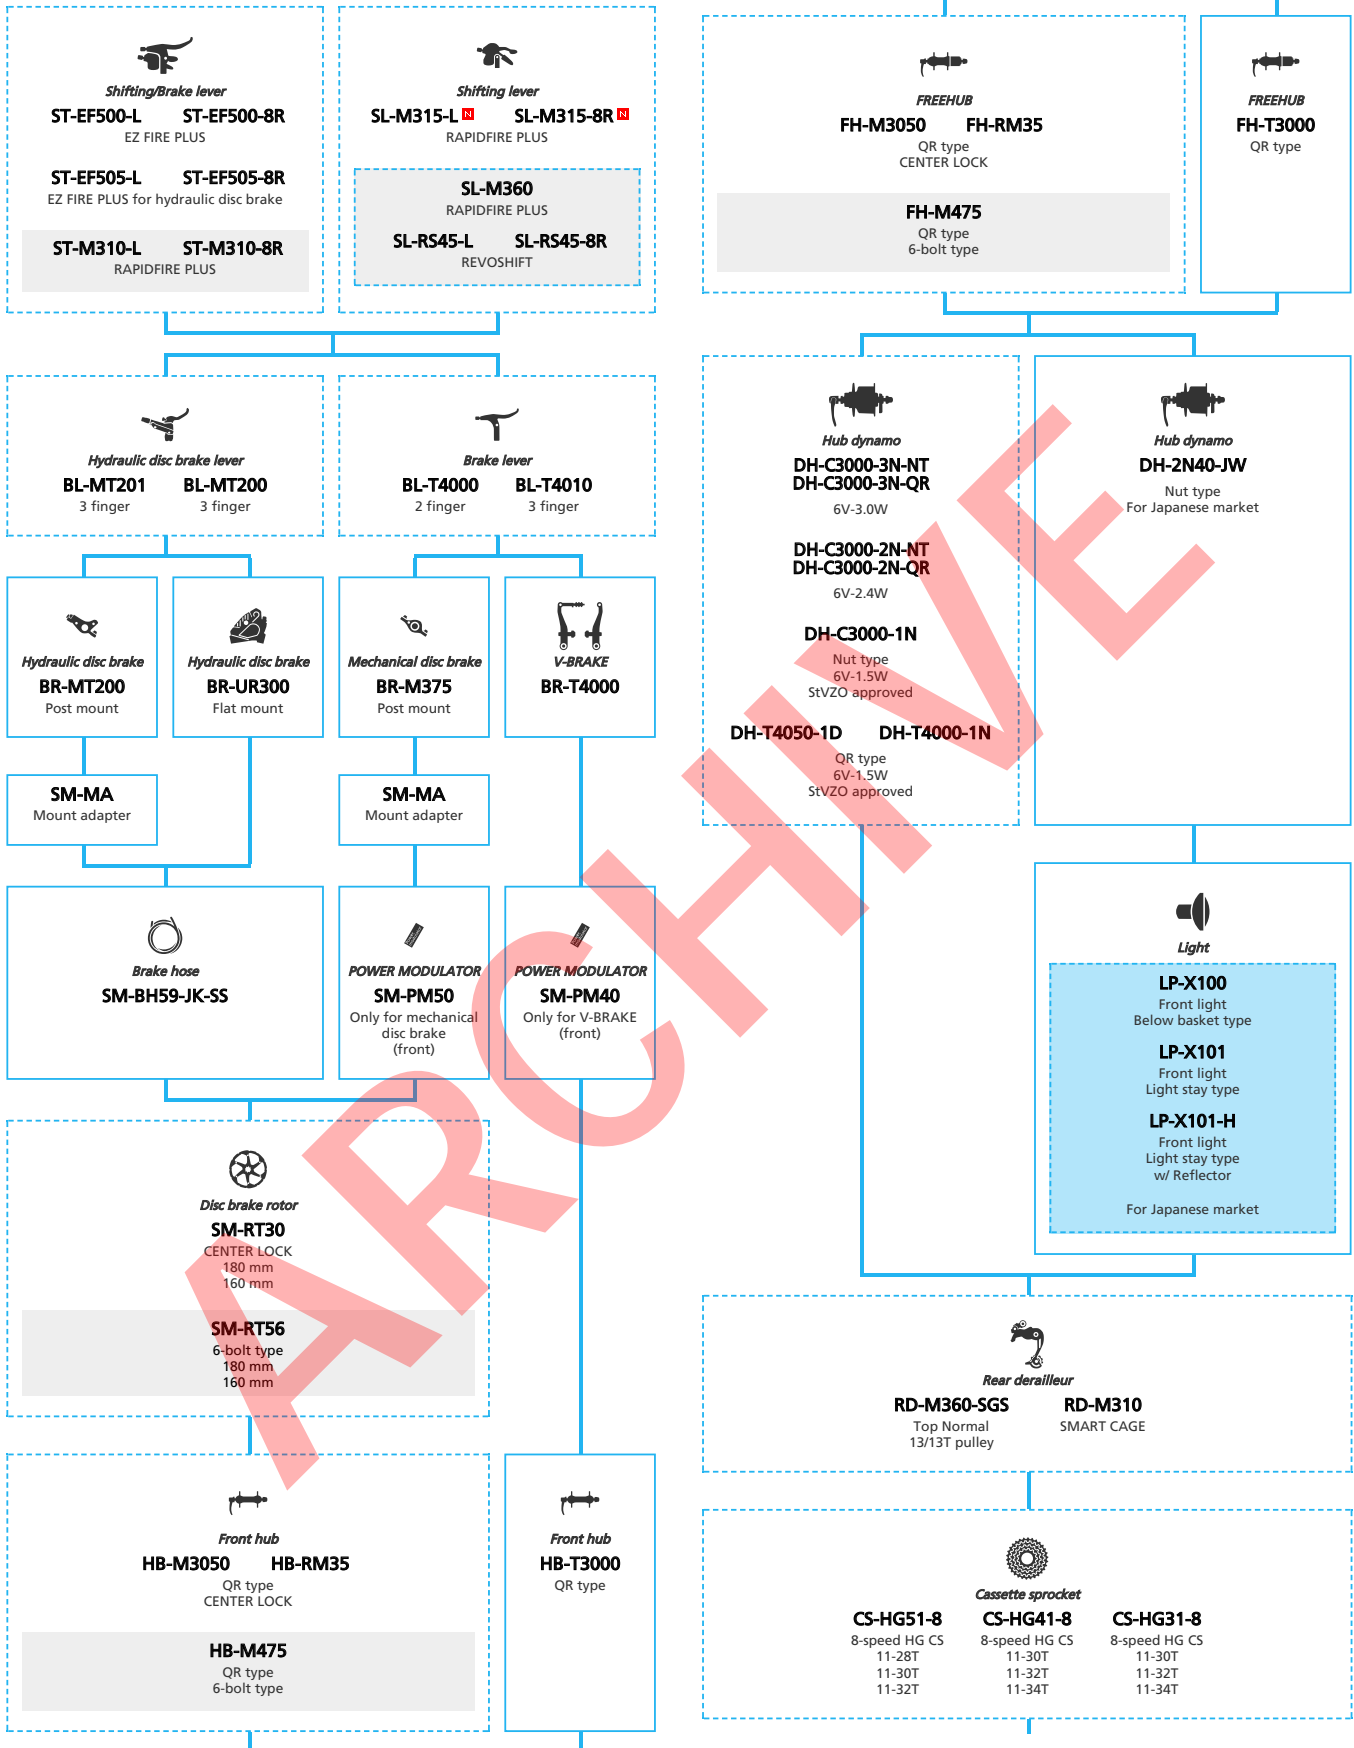 Shifting/Brake lever
ST-EF500-L ST-EF500-8R
EZ FIRE PLUS
ST-EF505-L ST-EF505-8R
EZ FIRE PLUS for hydraulic disc brake
ST-M310-L ST-M310-8R
RAPIDFIRE PLUS
Shifting lever
SL-M315-L N SL-M315-8R N
RAPIDFIRE PLUS
SL-M360
RAPIDFIRE PLUS
SL-RS45-L SL-RS45-8R
REVOSHIFT
Hydraulic disc brake lever
BL-MT201 BL-MT200
3 finger 3 finger
Brake lever
BL-T4000 BL-T4010
2 finger 3 finger
Hydraulic disc brake
BR-MT200
Post mount
Hydraulic disc brake
BR-UR300
Flat mount
Mechanical disc brake
BR-M375
Post mount
V-BRAKE
BR-T4000
SM-MA
Mount adapter
SM-MA
Mount adapter
Brake hose
SM-BH59-JK-SS
POWER MODULATOR
SM-PM50
Only for mechanical
disc brake
(front)
POWER MODULATOR
SM-PM40
Only for V-BRAKE
(front)
Disc brake rotor
SM-RT30
CENTER LOCK
180 mm
160 mm
SM-RT56
6-bolt type
180 mm
160 mm
Front hub
HB-M3050 HB-RM35
QR type
CENTER LOCK
HB-M475
QR type
6-bolt type
Front hub
HB-T3000
QR type
FREEHUB
FH-M3050 FH-RM35
QR type
CENTER LOCK
FH-M475
QR type
6-bolt type
FREEHUB
FH-T3000
QR type
Hub dynamo
DH-C3000-3N-NT
DH-C3000-3N-QR
6V-3.0W
DH-C3000-2N-NT
DH-C3000-2N-QR
6V-2.4W
DH-C3000-1N
Nut type
6V-1.5W
StVZO approved
DH-T4050-1D DH-T4000-1N
QR type
6V-1.5W
StVZO approved
Hub dynamo
DH-2N40-JW
Nut type
For Japanese market
Light
LP-X100
Front light
Below basket type
LP-X101
Front light
Light stay type
LP-X101-H
Front light
Light stay type
w/ Reflector
For Japanese market
Rear derailleur
RD-M360-SGS RD-M310
Top Normal SMART CAGE
13/13T pulley
Cassette sprocket
CS-HG51-8 CS-HG41-8 CS-HG31-8
8-speed HG CS 8-speed HG CS 8-speed HG CS
11-28T 11-30T 11-30T
11-30T 11-32T 11-32T
11-32T 11-34T 11-34T
ARCHIVE